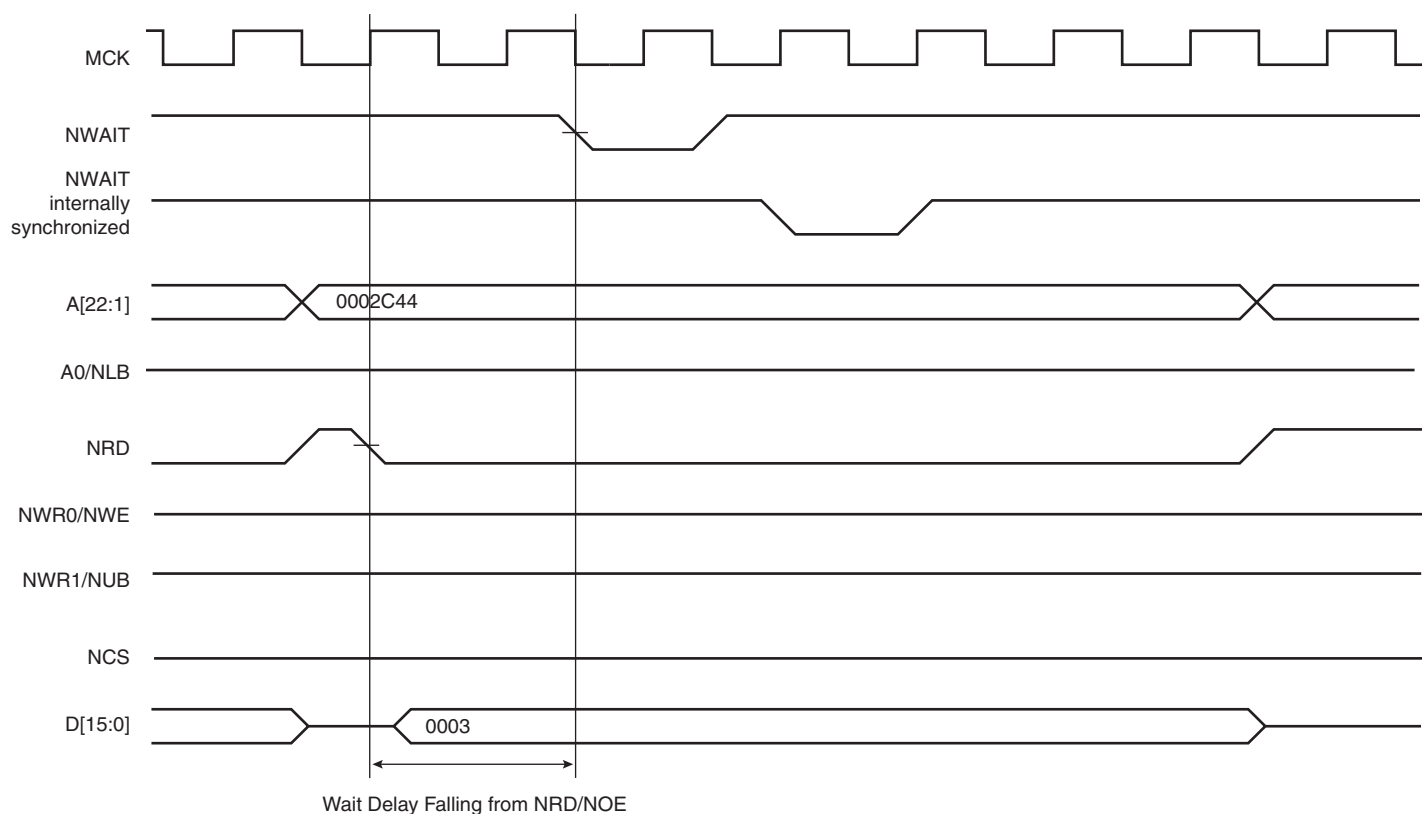 MCK
NWAIT
NWAIT
internally
synchronized
A[22:1]
0002C44
A0/NLB
NRD
NWR0/NWE
NWR1/NUB
NCS
D[15:0]
0003
Wait Delay Falling from NRD/NOE